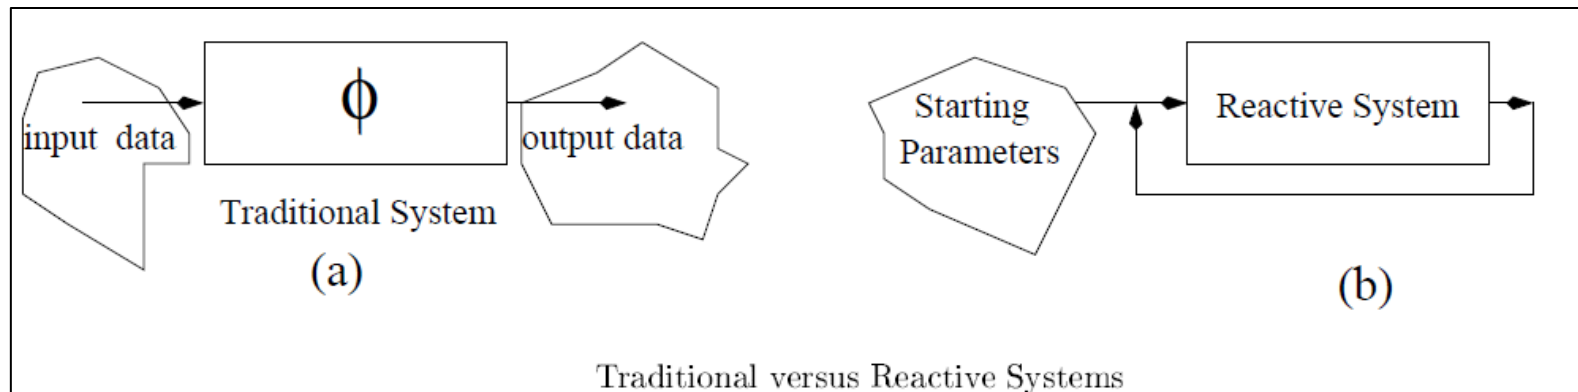 input data
ϕ
output data
Traditional System
(a)
Starting
Parameters
Reactive System
(b)
Traditional versus Reactive Systems